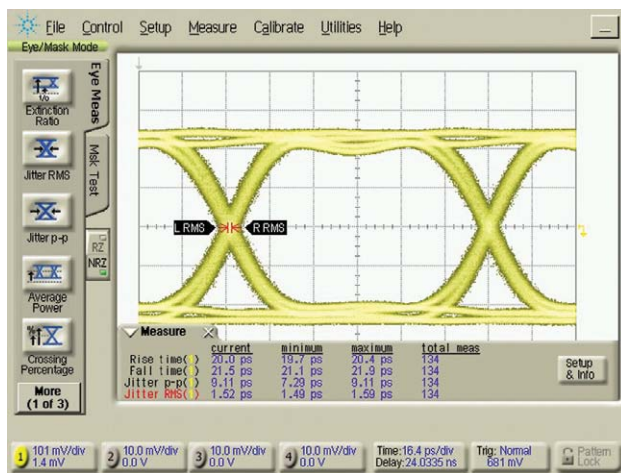 File Control Setup Measure Calibrate Utilities Help
Eye/Mask Mode
Extinction
Ratio
Jitter RMS
Jitter p-p
Average
Power
Crossing
Percentage
More
(1 of 3)
Eye Meas
Msk Test
RZ
NRZ
L RMS R RMS
Measure
current minimum maximum total meas
Rise time(1) 20.0 ps 19.7 ps 20.4 ps 134
Fall time(1) 21.5 ps 21.1 ps 21.9 ps 134
Jitter p-p(1) 9.11 ps 7.29 ps 9.11 ps 134
Jitter RMS(1) 1.52 ps 1.49 ps 1.59 ps 134
Setup
& Info
1 101 mV/div
1.4 mV
2 10.0 mV/div
0.0 V
3 10.0 mV/div
0.0 V
4 10.0 mV/div
0.0 V
Time:16.4 ps/div
Delay:24.0335 ns
Trig: Normal
681 mV
Pattern
Lock